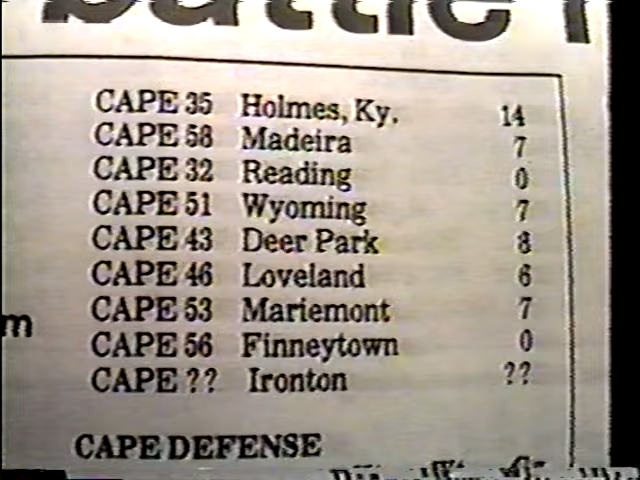 battle
CAPE 35 Holmes, Ky. 14
CAPE 58 Madeira 7
CAPE 32 Reading 0
CAPE 51 Wyoming 7
CAPE 43 Deer Park 8
CAPE 46 Loveland 6
CAPE 53 Mariemont 7
m
CAPE 56 Finneytown 0
CAPE ?? Ironton ??
CAPE DEFENSE